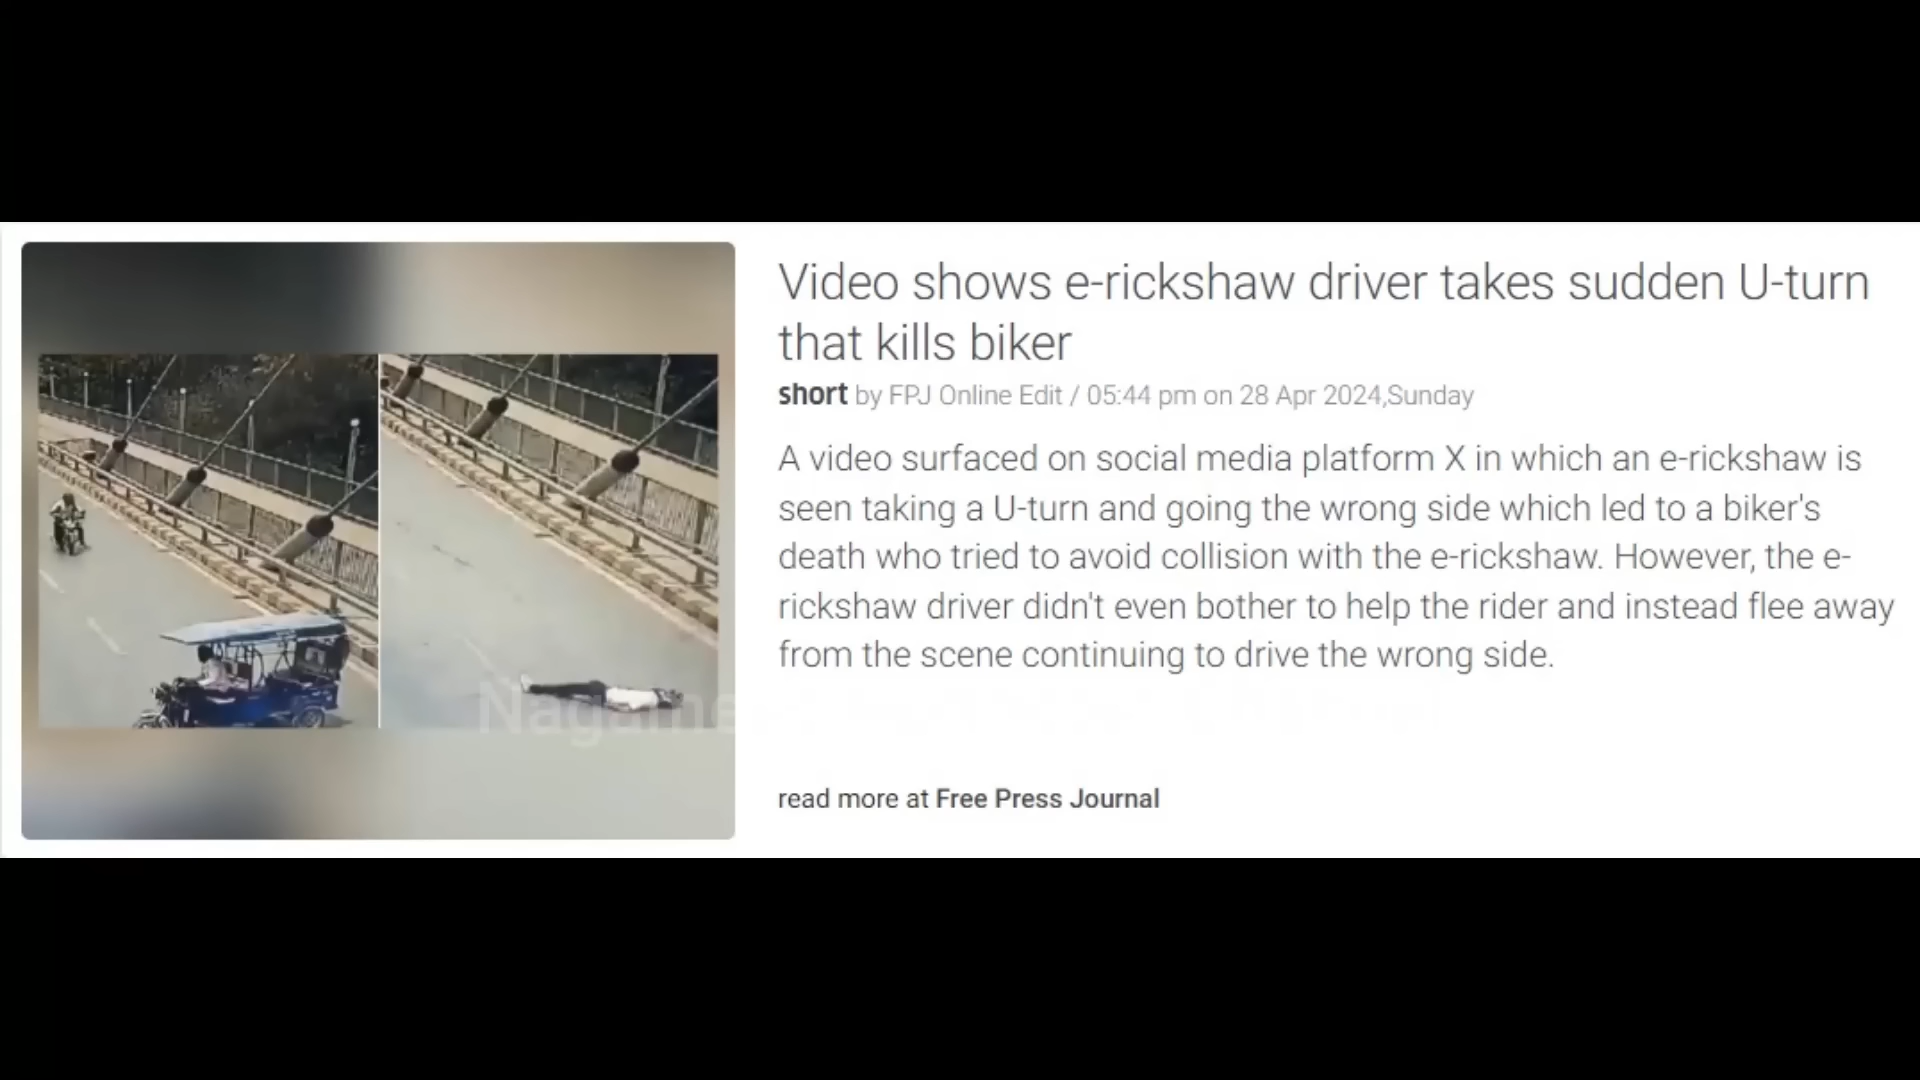 Video shows e-rickshaw driver takes sudden U-turn
that kills biker
short by FPJ Online Edit / 05:44 pm on 28 Apr 2024,Sunday
A video surfaced on social media platform X in which an e-rickshaw is
seen taking a U-turn and going the wrong side which led to a biker's
death who tried to avoid collision with the e-rickshaw. However, the e-
rickshaw driver didn't even bother to help the rider and instead flee away
from the scene continuing to drive the wrong side.
read more at Free Press Journal